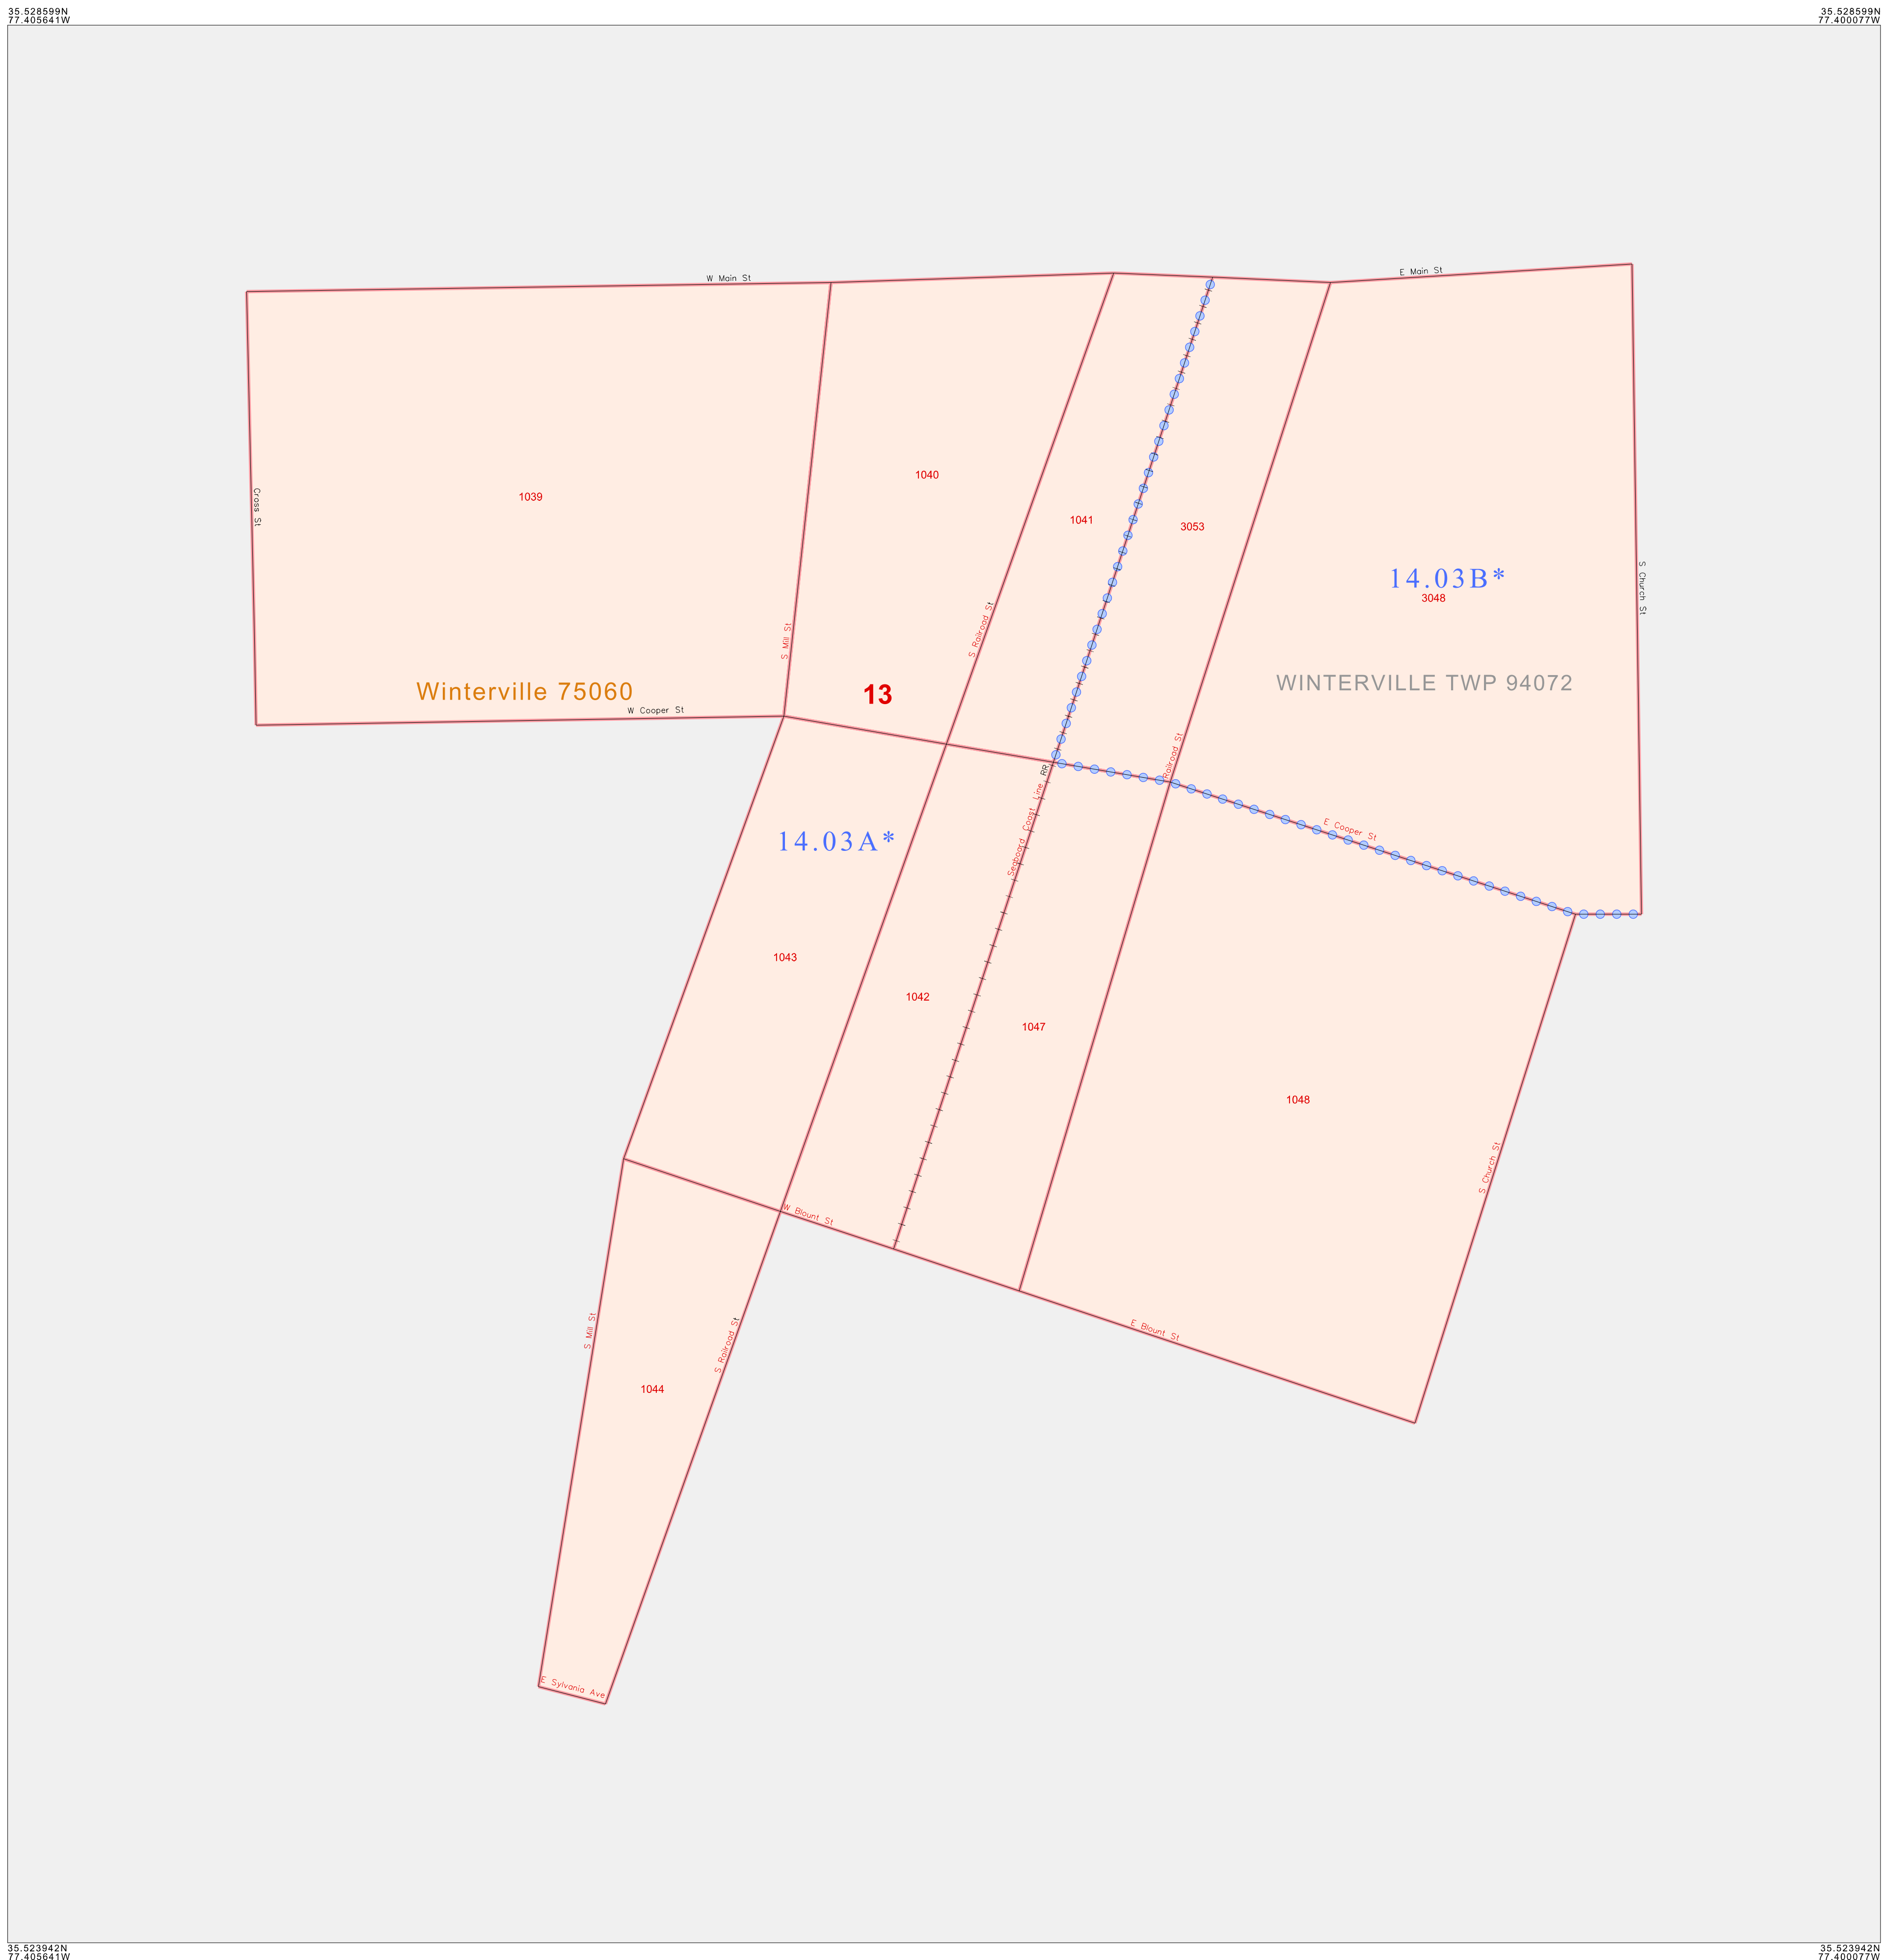 35.528599N
77.405641W
35.528599N
77.400077W
E Main St
W Main St
1040
1039
Cross St
1041
3053
14.03B*
3048
S Church St
S Railroad St
S Mill St
WINTERVILLE TWP 94072
Winterville 75060
13
W Cooper St
Railroad St
Seaboard Coast Line RR
E Cooper St
14.03A*
1043
1042
1047
1048
S Church St
W Blount St
E Blount St
S Mill St
S Railroad St
1044
E Sylvania Ave
35.523942N
77.405641W
35.523942N
77.400077W